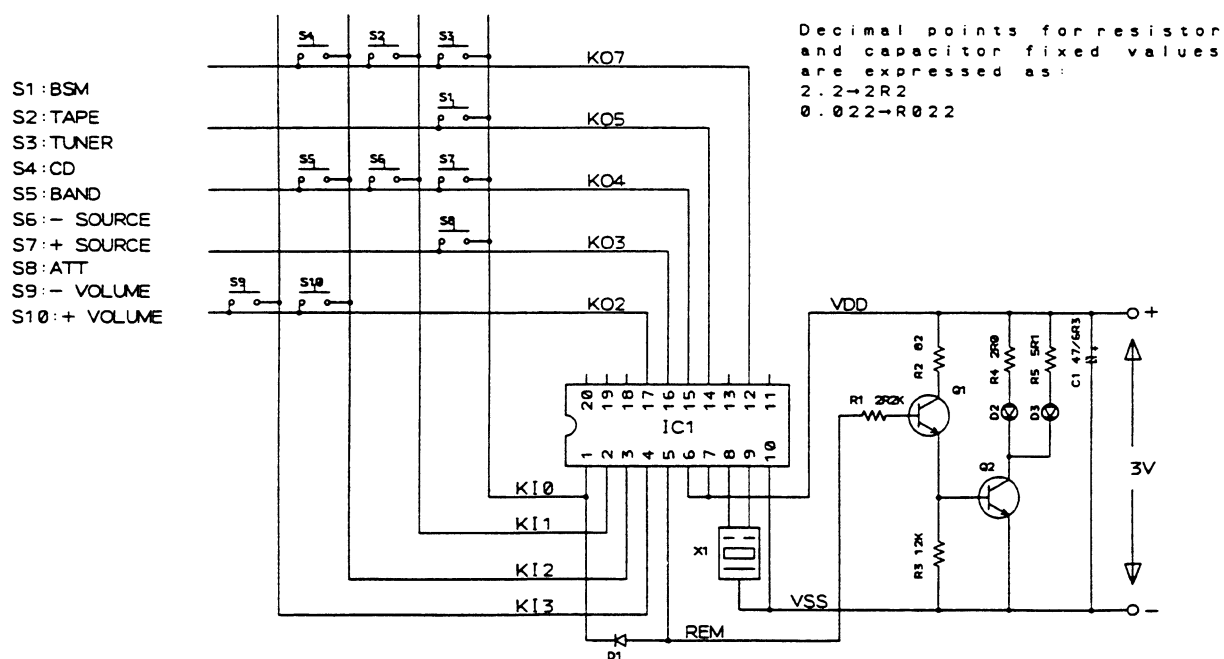 Decimal points for resistor
and capacitor fixed values
are expressed as:
2.2→2R2
0.022→R022
S1:BSM
S2:TAPE
S3:TUNER
S4:CD
S5:BAND
S6:- SOURCE
S7:+ SOURCE
S8:ATT
S9:- VOLUME
S10:+ VOLUME
S4 S2 S3
KO7
S1
KO5
S5 S6 S7
KO4
S8
KO3
S9 S10
KO2
VDD
+
R2 82
R4 2R0
R5 5R1
C1 47/6R3
+
20 19 18 17 16 15 14 13 12 11
IC1
1 2 3 4 5 6 7 8 9 10
R1 2R2K
Q1
D2
D3
Q2
3V
KI0
KI1
X1
R3 12K
KI2
KI3
VSS
-
REM
D1